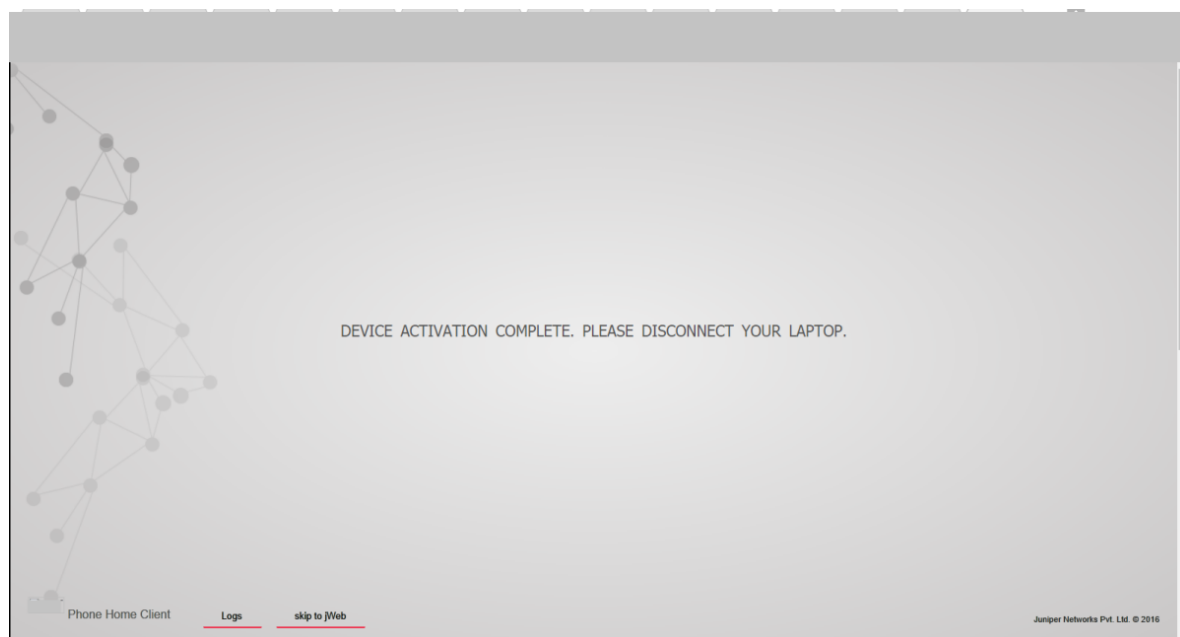 DEVICE ACTIVATION COMPLETE. PLEASE DISCONNECT YOUR LAPTOP.
Phone Home Client
Logs
skip to jWeb
Juniper Networks Pvt. Ltd. © 2016